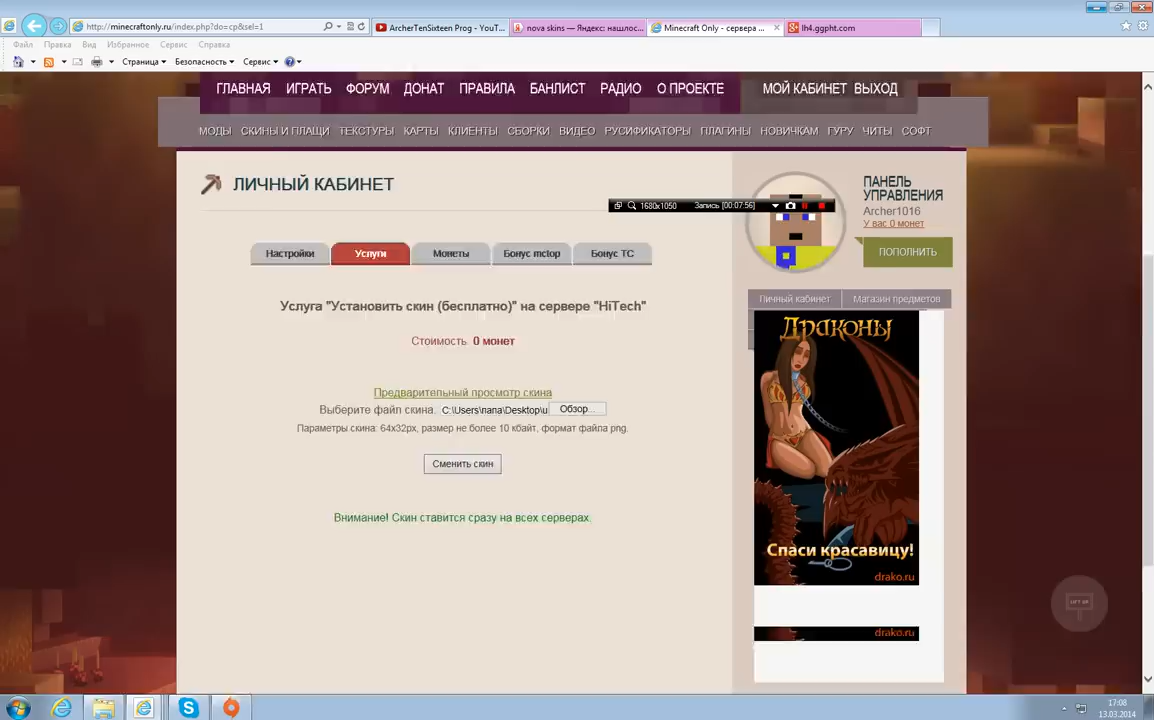 http://minecraftonly.ru/index.php?do=cp&sel=1
ArcherTenSixteen Prog - YouT...
nova skins — Яндекс: нашлос...
Minecraft Only - сервера ...
lh4.ggpht.com
Файл Правка Вид Избранное Сервис Справка
Страница Безопасность Сервис
ГЛАВНАЯ ИГРАТЬ ФОРУМ ДОНАТ ПРАВИЛА БАНЛИСТ РАДИО О ПРОЕКТЕ МОЙ КАБИНЕТ ВЫХОД
МОДЫ СКИНЫ И ПЛАЩИ ТЕКСТУРЫ КАРТЫ КЛИЕНТЫ СБОРКИ ВИДЕО РУСИФИКАТОРЫ ПЛАГИНЫ НОВИЧКАМ ГУРУ ЧИТЫ СОФТ
ЛИЧНЫЙ КАБИНЕТ
1680x1050 Запись [00:07:56]
ПАНЕЛЬ
УПРАВЛЕНИЯ
Archer1016
У вас 0 монет
ПОПОЛНИТЬ
Настройки Услуги Монеты Бонус mctop Бонус ТС
Личный кабинет Магазин предметов
Услуга "Установить скин (бесплатно)" на сервере "HiTech"
Стоимость 0 монет
Предварительный просмотр скина
Выберите файл скина. C:\Users\nana\Desktop\u Обзор...
Параметры скина: 64x32px, размер не более 10 кбайт, формат файла png.
Сменить скин
Внимание! Скин ставится сразу на всех серверах.
Драконы
Спаси красавицу!
drako.ru
drako.ru
17:08
13.03.2014